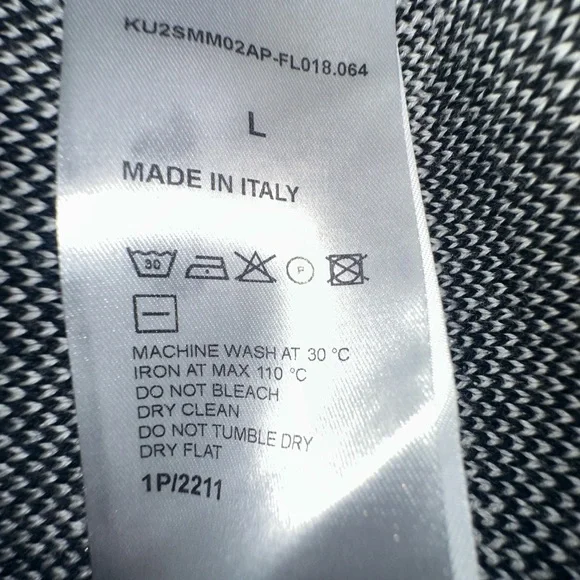 KU2SMM02AP-FL018.064
L
MADE IN ITALY
30 P
MACHINE WASH AT 30 °C
IRON AT MAX 110 °C
DO NOT BLEACH
DRY CLEAN
DO NOT TUMBLE DRY
DRY FLAT
1P/2211